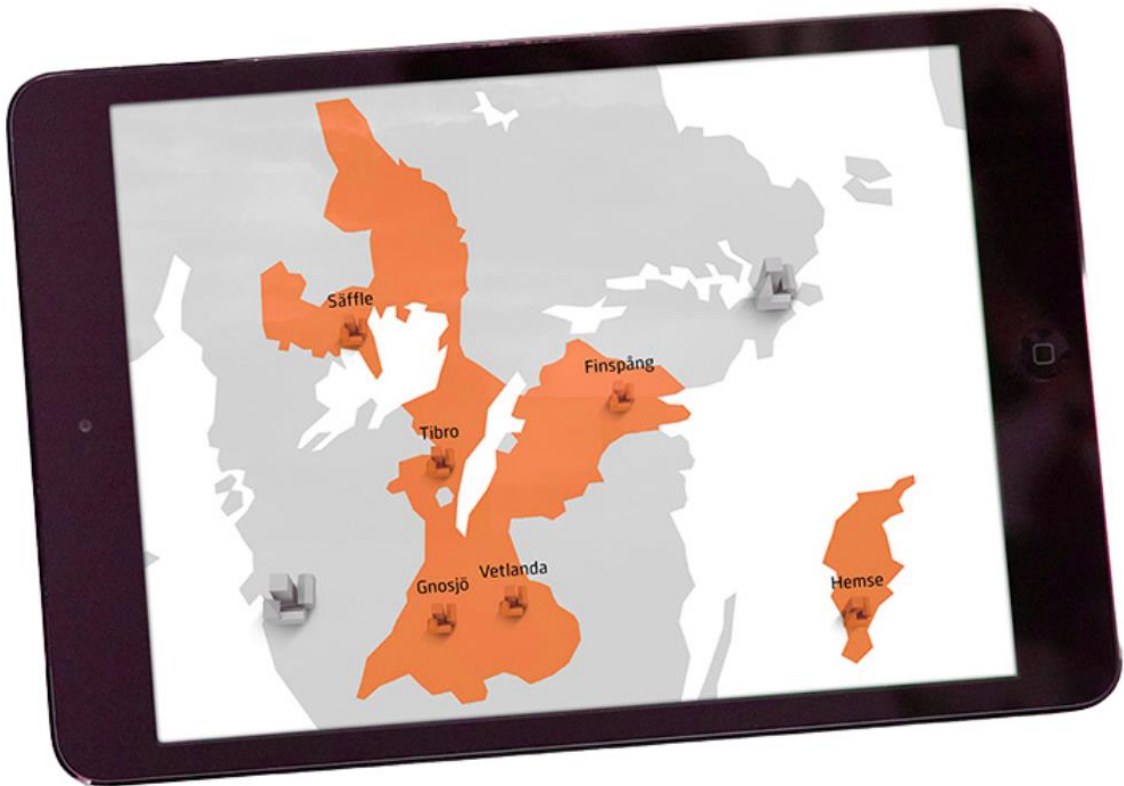 Säffle
Finspång
Tibro
Vetlanda
Gnosjö
Hemse